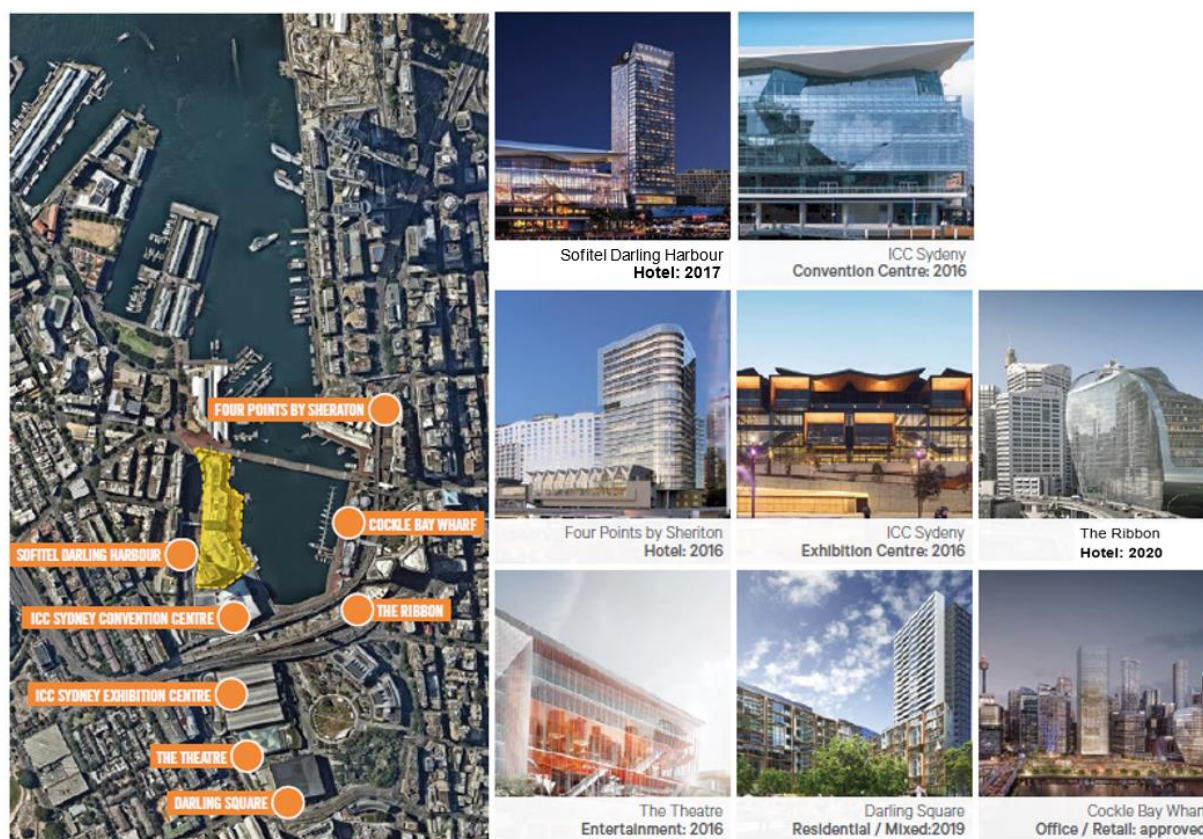 FOUR POINTS BY SHERATON
COCKLE BAY WHARF
SOFITEL DARLING HARBOUR
ICC SYDNEY CONVENTION CENTRE
THE RIBBON
ICC SYDNEY EXHIBITION CENTRE
THE THEATRE
DARLING SQUARE
SOFITEL
Sofitel Darling Harbour
Hotel: 2017
ICC Sydeny
Convention Centre: 2016
Four Points by Sheriton
Hotel: 2016
ICC Sydeny
Exhibition Centre: 2016
The Ribbon
Hotel: 2020
The Theatre
Entertainment: 2016
Darling Square
Residential / Mixed:2019
Cockle Bay Whar
Office / Retail: approve